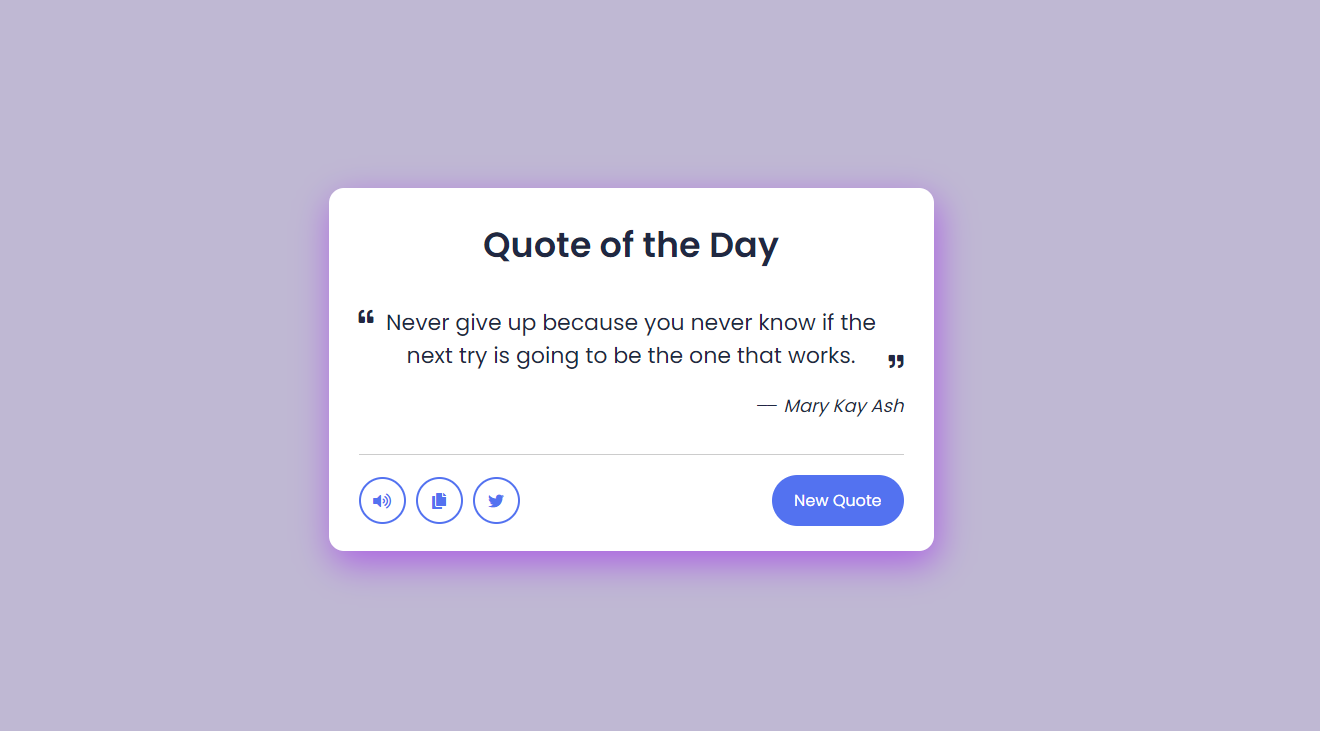 Quote of the Day
❝ Never give up because you never know if the
next try is going to be the one that works. ❞
— Mary Kay Ash
New Quote